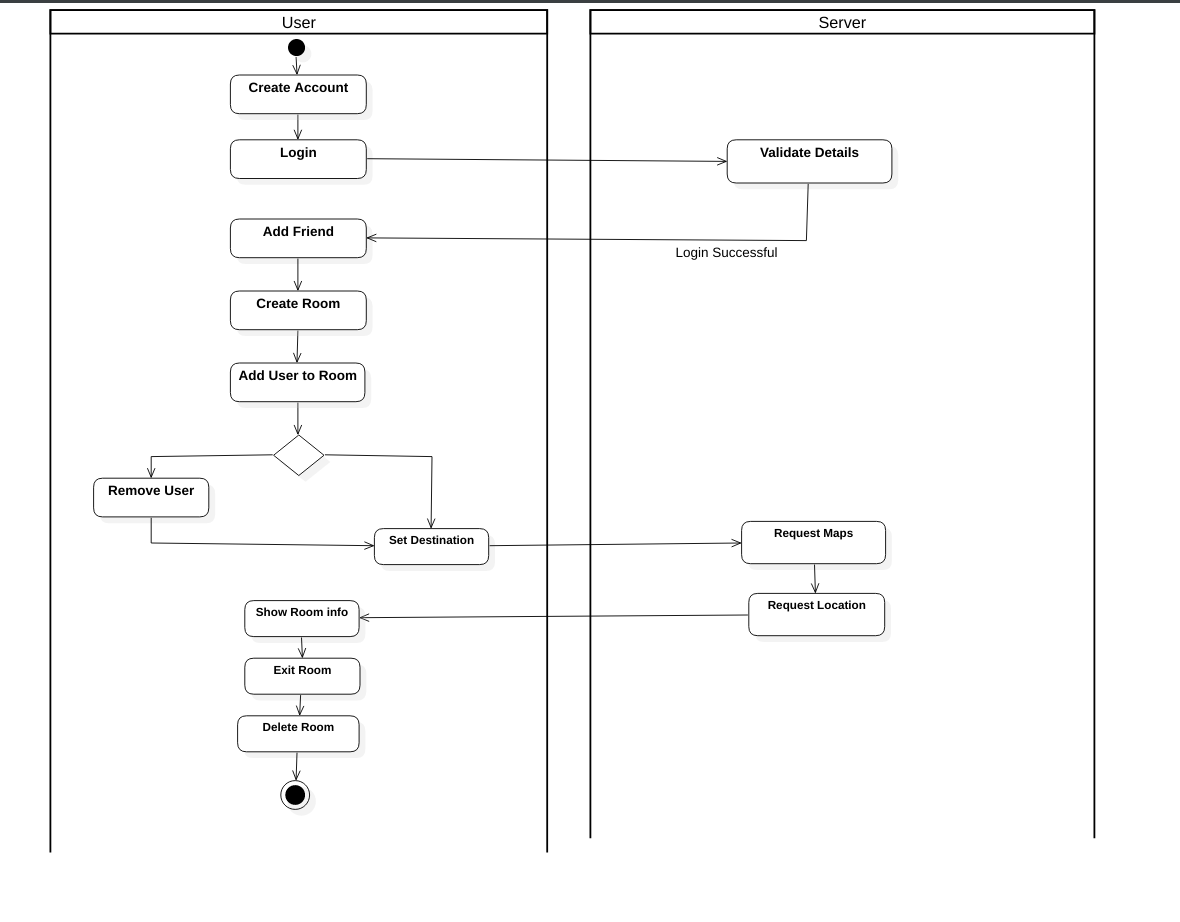 User
Server
Create Account
Login
Validate Details
Add Friend
Login Successful
Create Room
Add User to Room
Remove User
Set Destination
Request Maps
Show Room info
Request Location
Exit Room
Delete Room